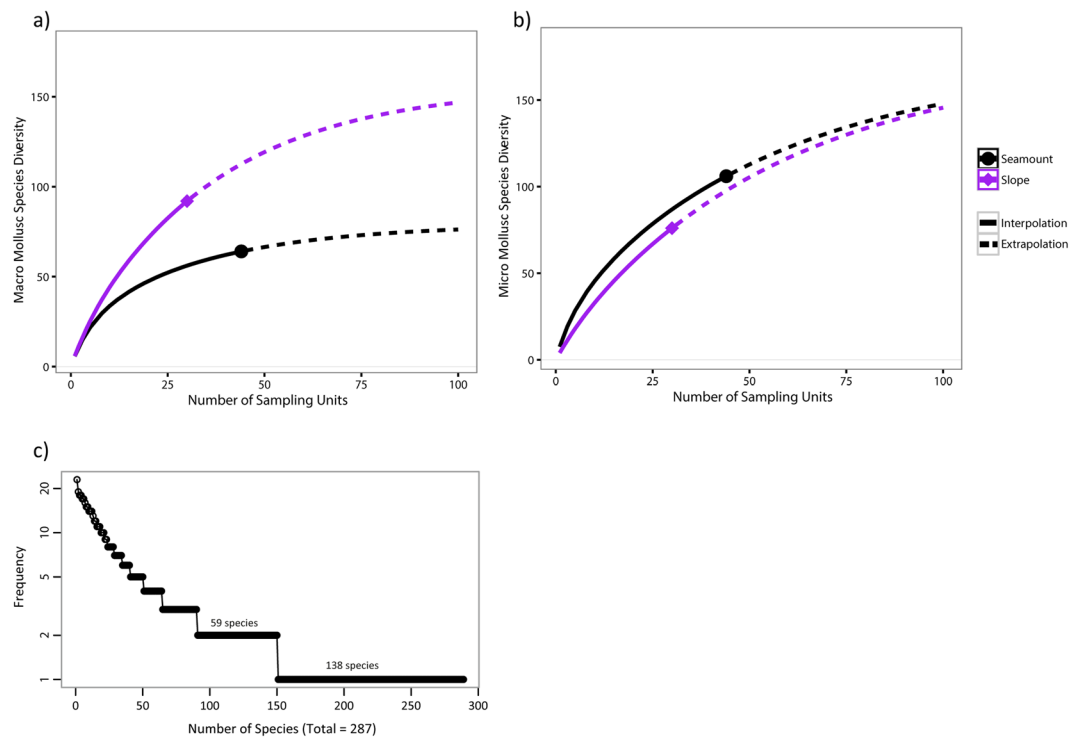 a)
150
100
50
0
Macro Mollusc Species Diversity
0 25 50 75 100
Number of Sampling Units
b)
150
100
50
0
Micro Mollusc Species Diversity
0 25 50 75 100
Number of Sampling Units
Seamount
Slope
Interpolation
Extrapolation
c)
20
10
5
2
1
Frequency
59 species
138 species
0 50 100 150 200 250 300
Number of Species (Total = 287)